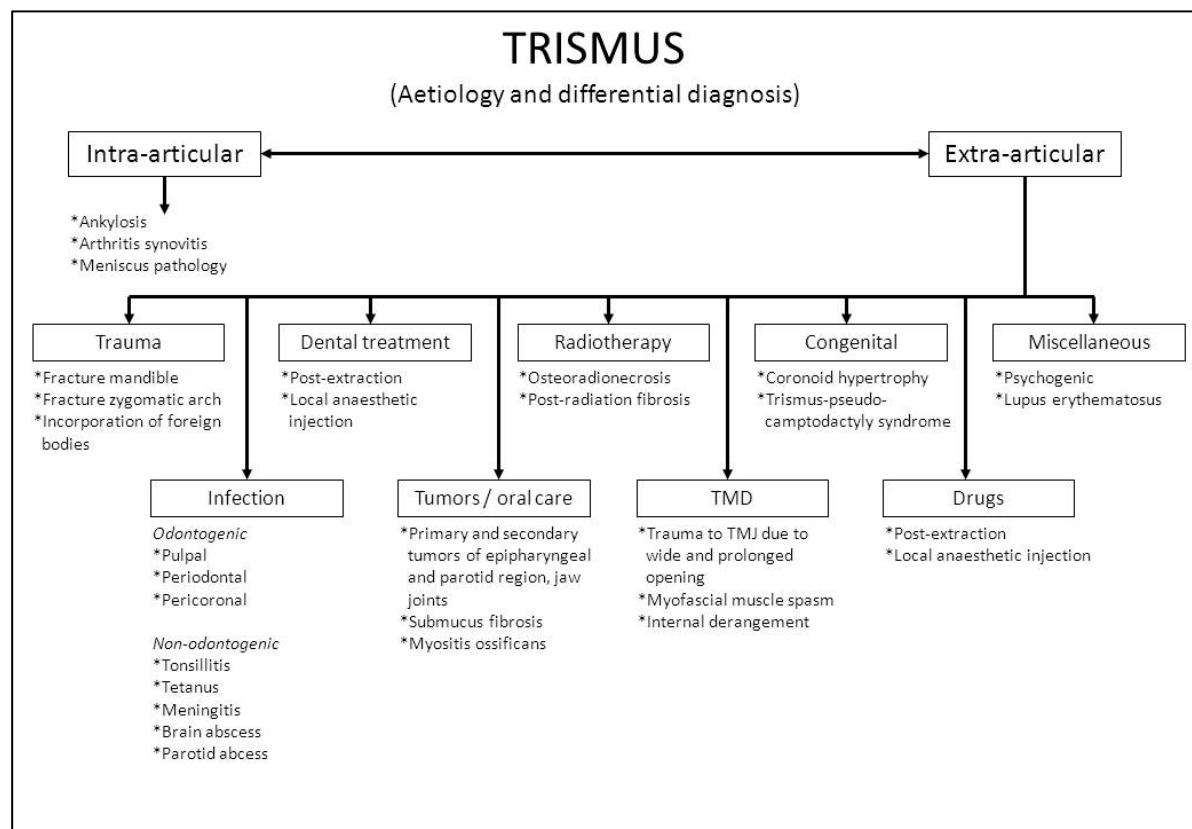 TRISMUS
(Aetiology and differential diagnosis)
Intra-articular
Extra-articular
*Ankylosis
*Arthritis synovitis
*Meniscus pathology
Trauma
*Fracture mandible
*Fracture zygomatic arch
*Incorporation of foreign
bodies
Dental treatment
*Post-extraction
*Local anaesthetic
injection
Radiotherapy
*Osteoradionecrosis
*Post-radiation fibrosis
Congenital
*Coronoid hypertrophy
*Trismus-pseudo-
camptodactyly syndrome
Miscellaneous
*Psychogenic
*Lupus erythematosus
Infection
Odontogenic
*Pulpal
*Periodontal
*Pericoronal
Non-odontogenic
*Tonsillitis
*Tetanus
*Meningitis
*Brain abscess
*Parotid abcess
Tumors / oral care
*Primary and secondary
tumors of epipharyngeal
and parotid region, jaw
joints
*Submucus fibrosis
*Myositis ossificans
TMD
*Trauma to TMJ due to
wide and prolonged
opening
*Myofascial muscle spasm
*Internal derangement
Drugs
*Post-extraction
*Local anaesthetic injection